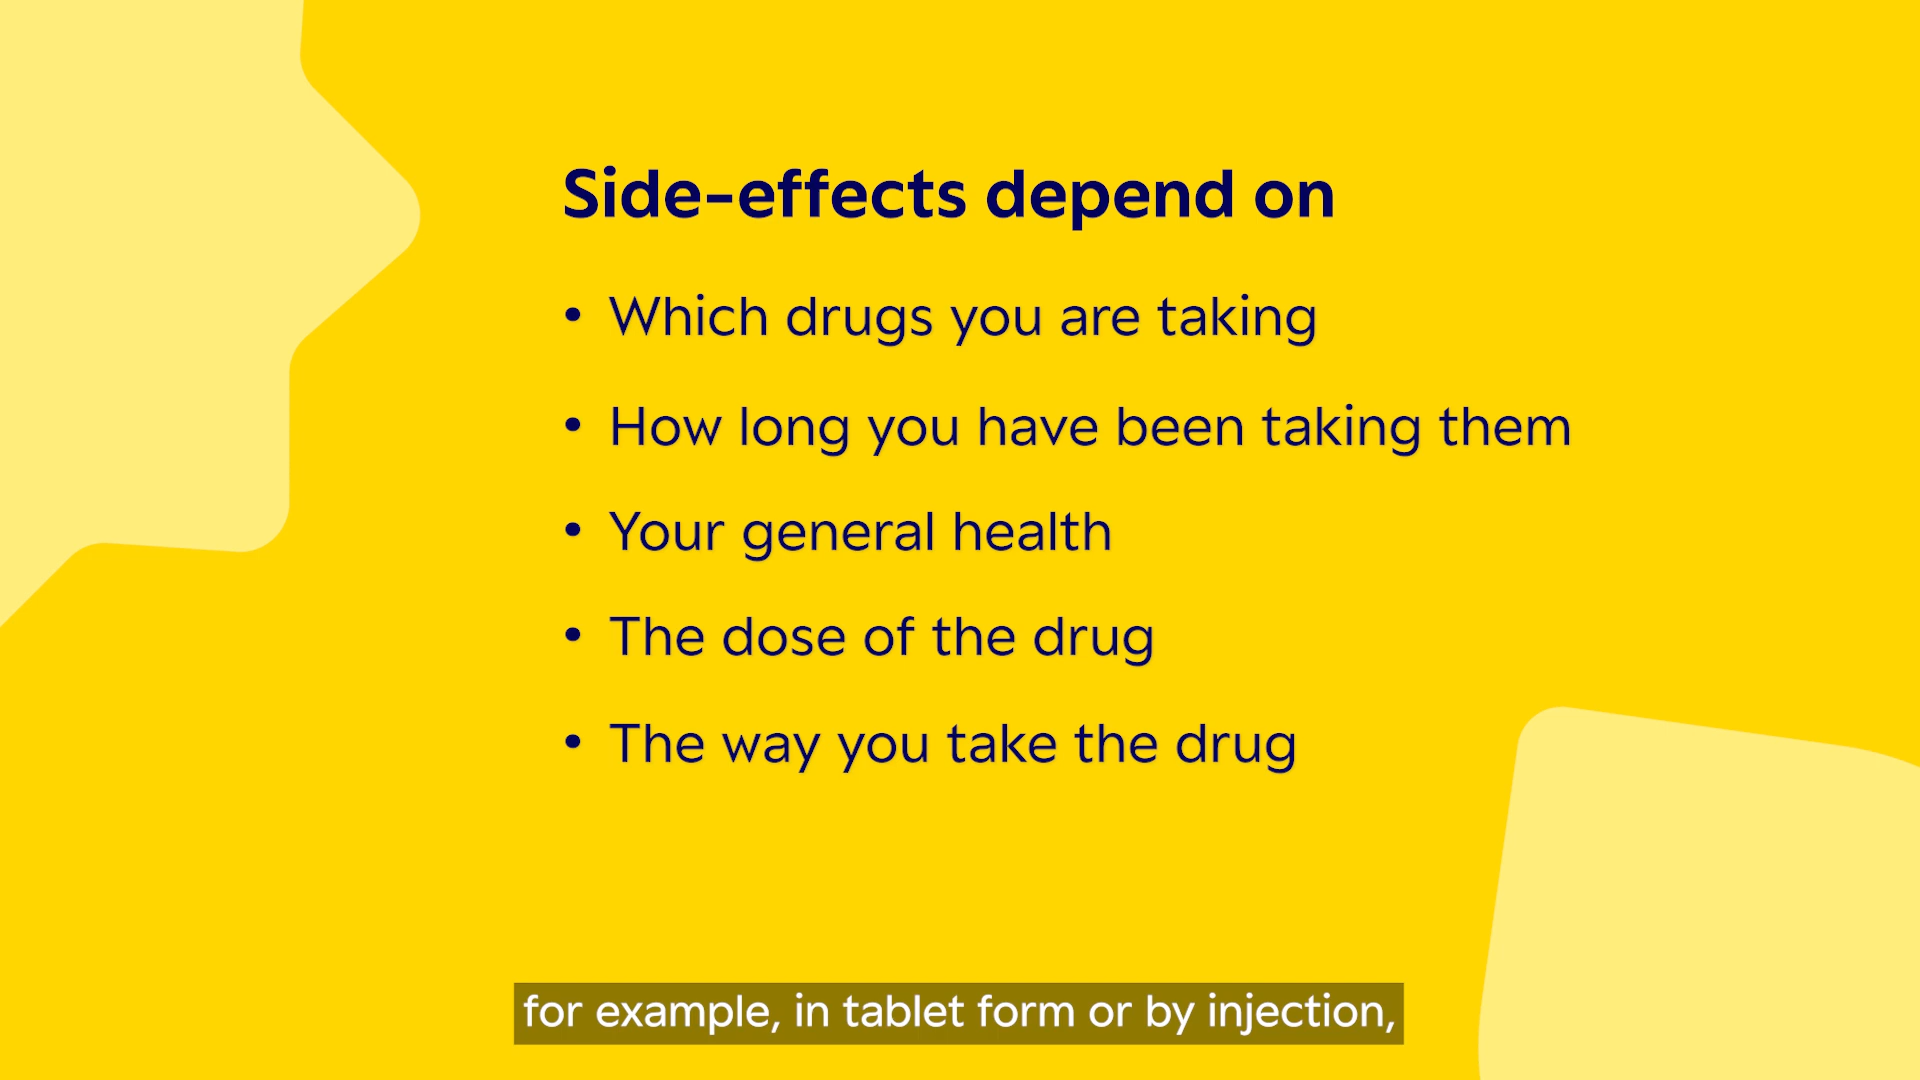 Side-effects depend on
• Which drugs you are taking
• How long you have been taking them
• Your general health
• The dose of the drug
• The way you take the drug
for example, in tablet form or by injection,